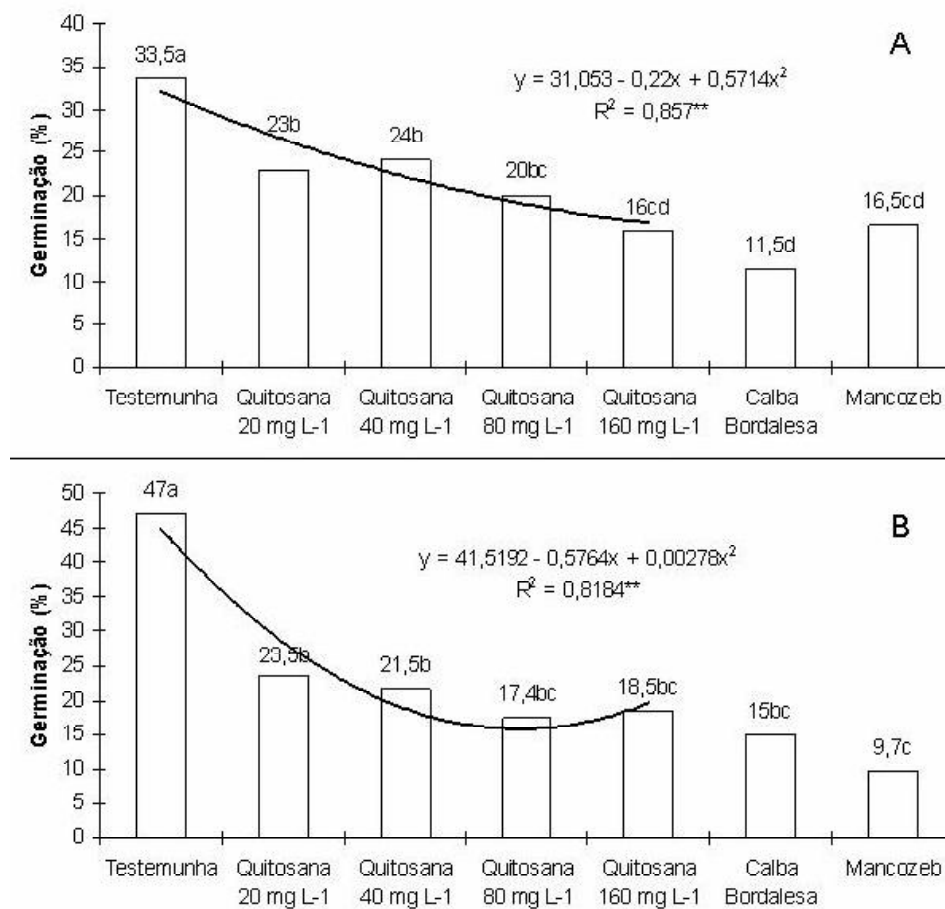 A
40
35
30
25
20
15
10
5
0
Germinação (%)
33,5a
23b
24b
20bc
16cd
11,5d
16,5cd
y = 31,053 - 0,22x + 0,5714x²
R² = 0,857**
Testemunha
Quitosana
20 mg L-1
Quitosana
40 mg L-1
Quitosana
80 mg L-1
Quitosana
160 mg L-1
Calba
Bordalesa
Mancozeb
B
50
45
40
35
30
25
20
15
10
5
0
Germinação (%)
47a
23,5b
21,5b
17,4bc
18,5bc
15bc
9,7c
y = 41,5192 - 0,5764x + 0,00278x²
R² = 0,8184**
Testemunha
Quitosana
20 mg L-1
Quitosana
40 mg L-1
Quitosana
80 mg L-1
Quitosana
160 mg L-1
Calba
Bordalesa
Mancozeb